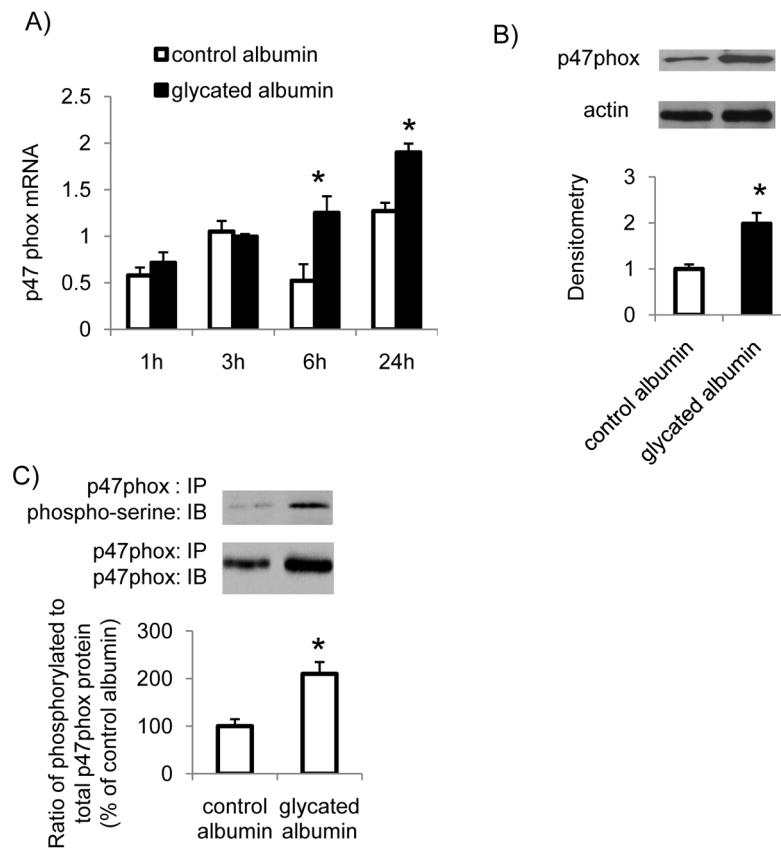 A)
control albumin
glycated albumin
p47 phox mRNA
2.5
2
1.5
1
0.5
0
*
*
1h 3h 6h 24h
B)
p47phox
actin
Densitometry
3
2
1
0
*
control albumin
glycated albumin
C)
p47phox : IP
phospho-serine: IB
p47phox: IP
p47phox: IB
Ratio of phosphorylated to
total p47phox protein
(% of control albumin)
300
200
100
0
*
control glycated
albumin albumin